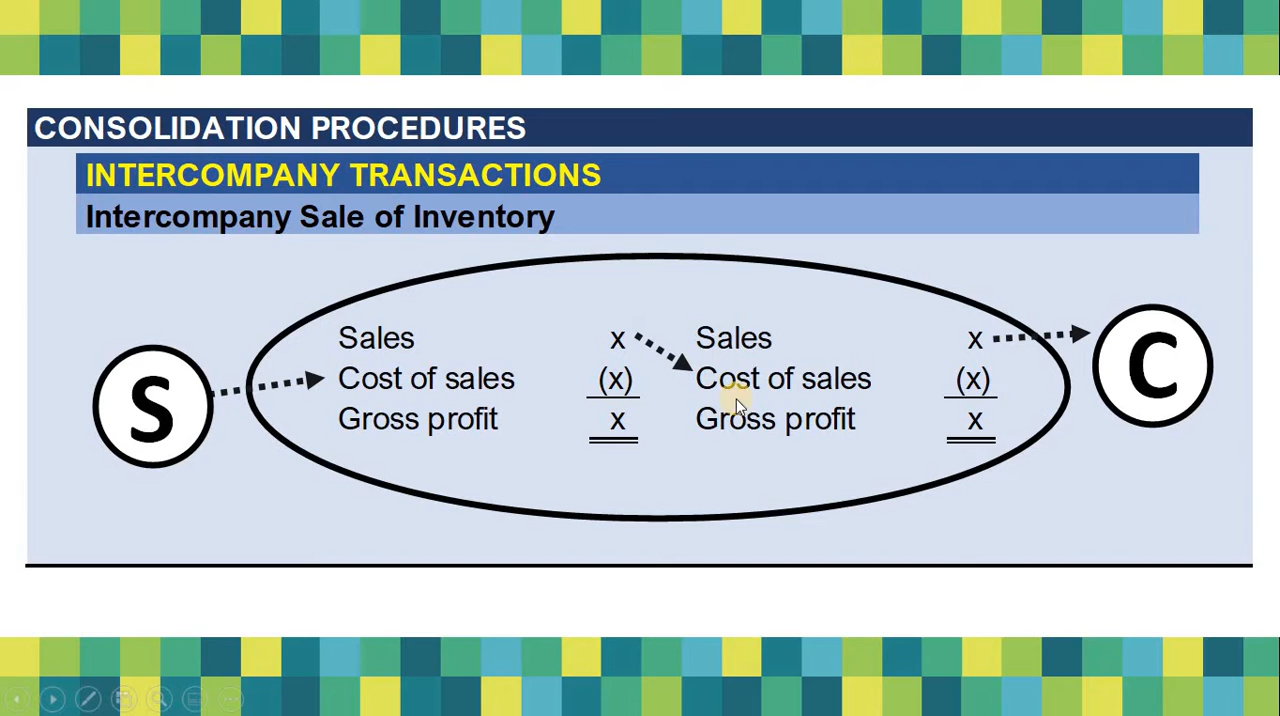 CONSOLIDATION PROCEDURES
INTERCOMPANY TRANSACTIONS
Intercompany Sale of Inventory
Sales x Sales x
Cost of sales (x) Cost of sales (x)
Gross profit x Gross profit x
S
C